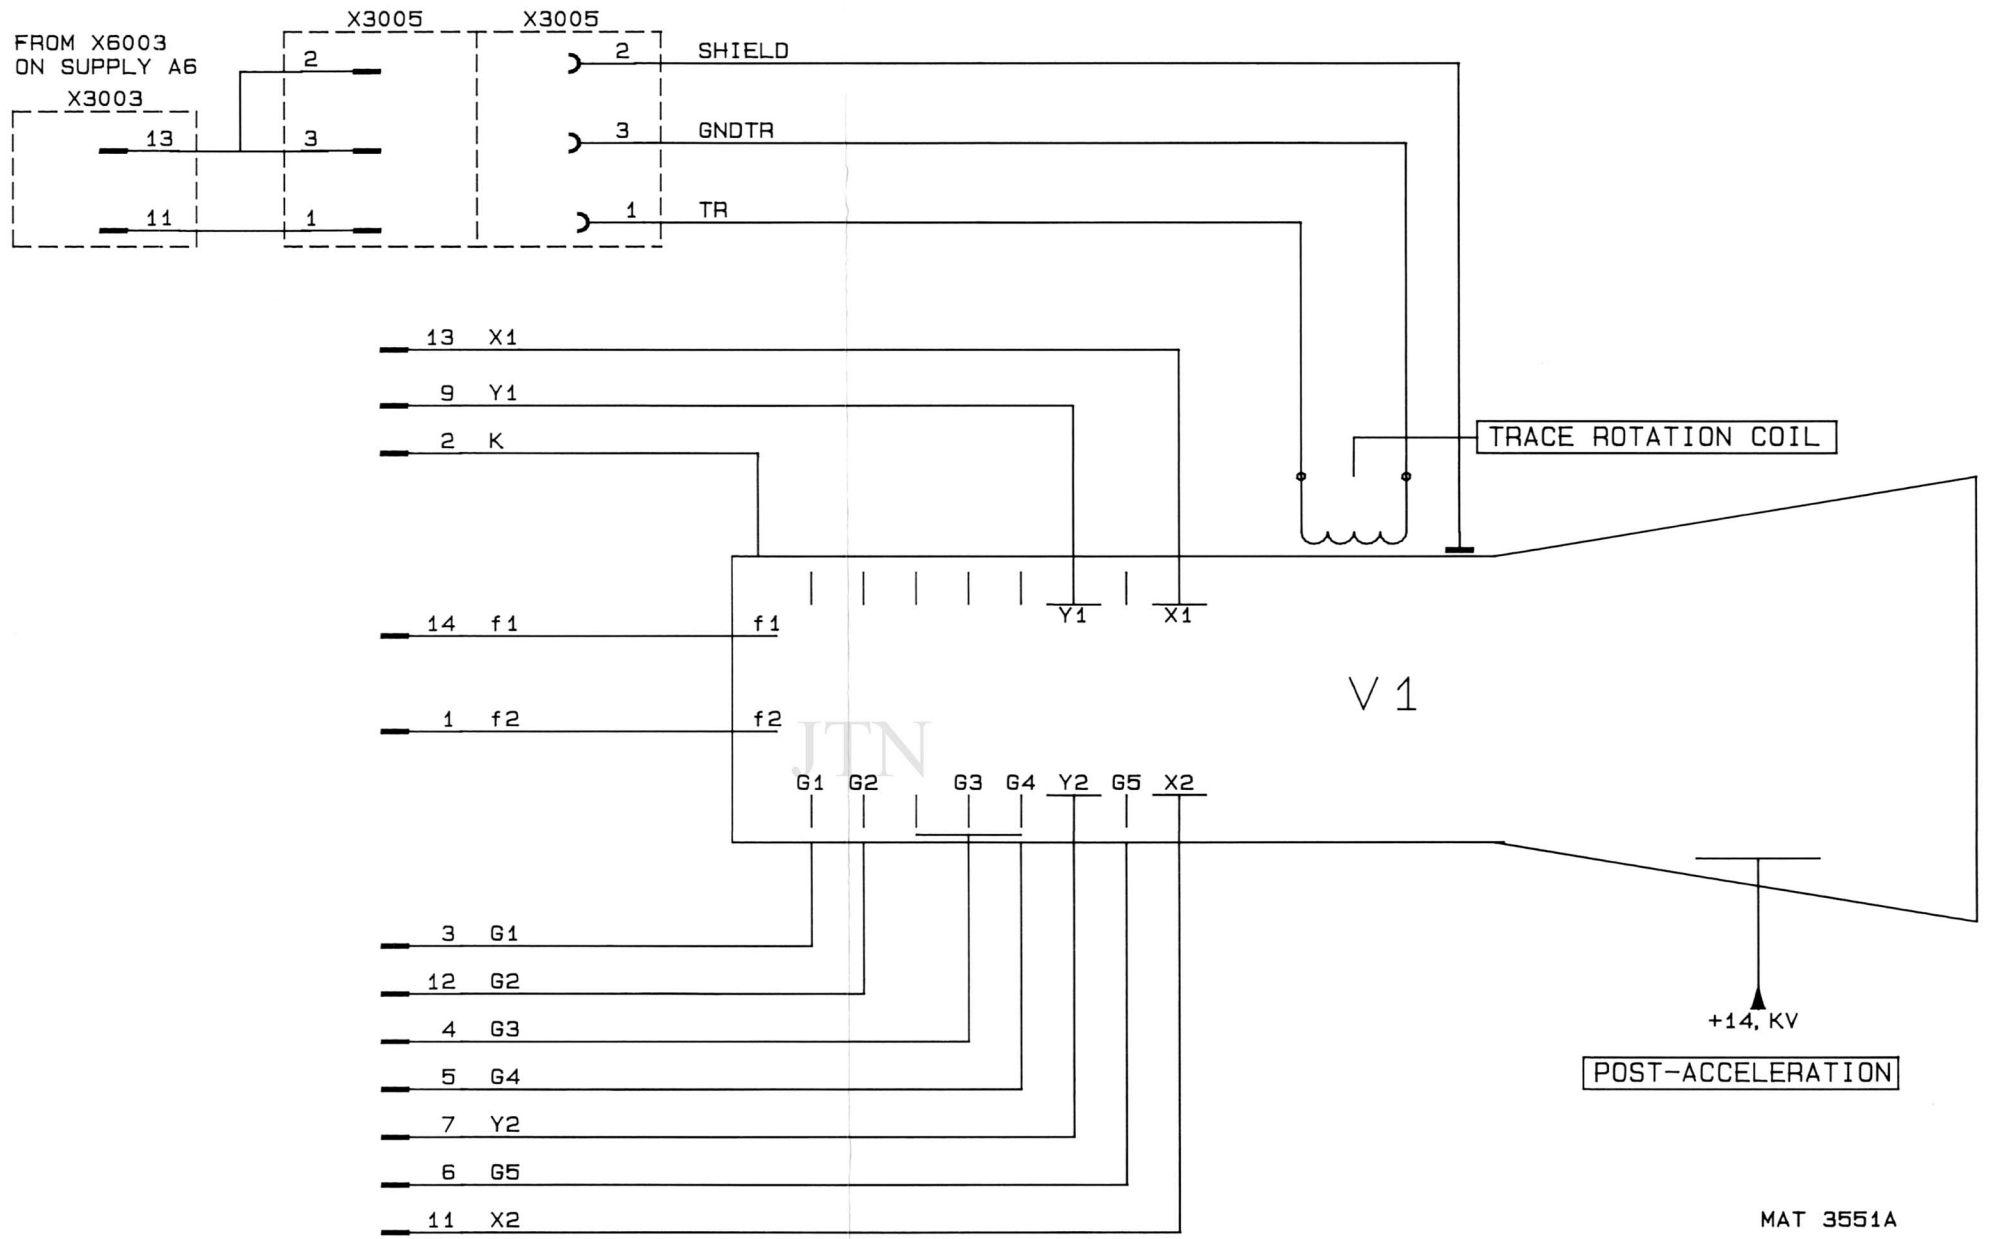 X3005 X3005
FROM X6003
ON SUPPLY A6
X3003
2 2 SHIELD
13 3 3 GNDTR
11 1 1 TR
13 X1
9 Y1
2 K
TRACE ROTATION COIL
Y1 X1
14 f1 f1
V1
1 f2 f2
JTN
G1 G2 G3 G4 Y2 G5 X2
3 G1
12 G2
4 G3
+14, KV
5 G4
POST-ACCELERATION
7 Y2
6 G5
11 X2
MAT 3551A